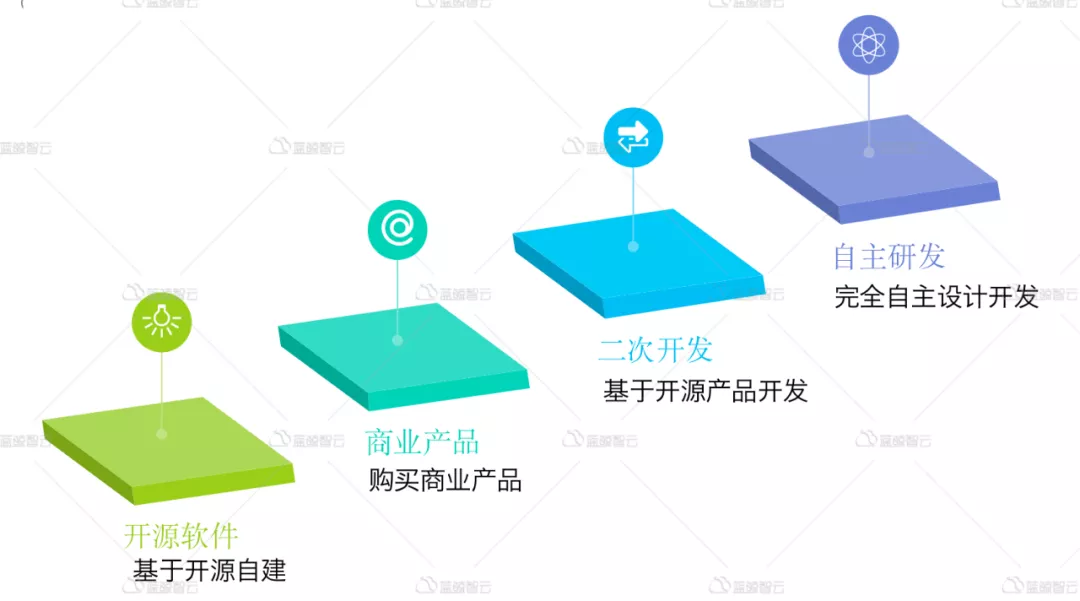 自主研发
完全自主设计开发
二次开发
基于开源产品开发
商业产品
购买商业产品
开源软件
基于开源自建
蓝鲸智云